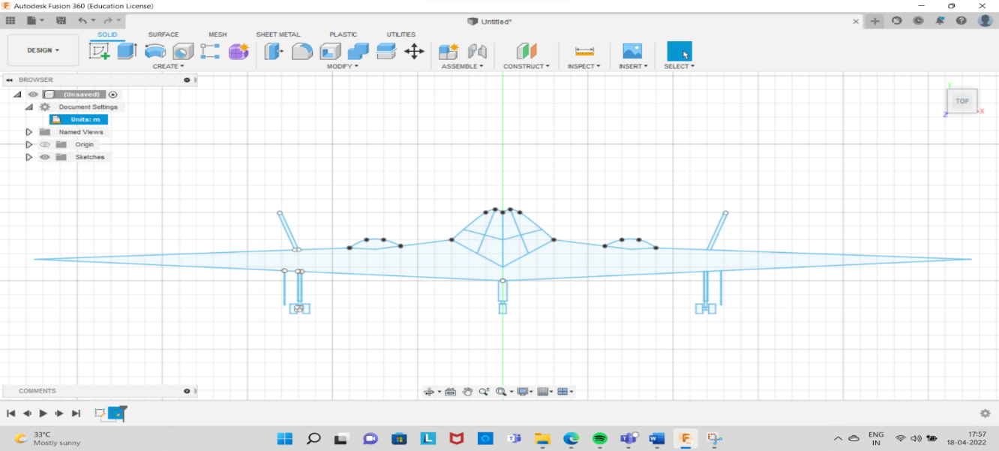 Autodesk Fusion 360 (Education License)
Untitled*
SOLID SURFACE MESH SHEET METAL PLASTIC UTILITIES
DESIGN
CREATE MODIFY ASSEMBLE CONSTRUCT INSPECT INSERT SELECT
BROWSER
(Unsaved)
Document Settings
Units: m
Named Views
Origin
Sketches
Y
TOP
X
Z
COMMENTS
33°C
Mostly sunny
ENG
IN
17:57
18-04-2022